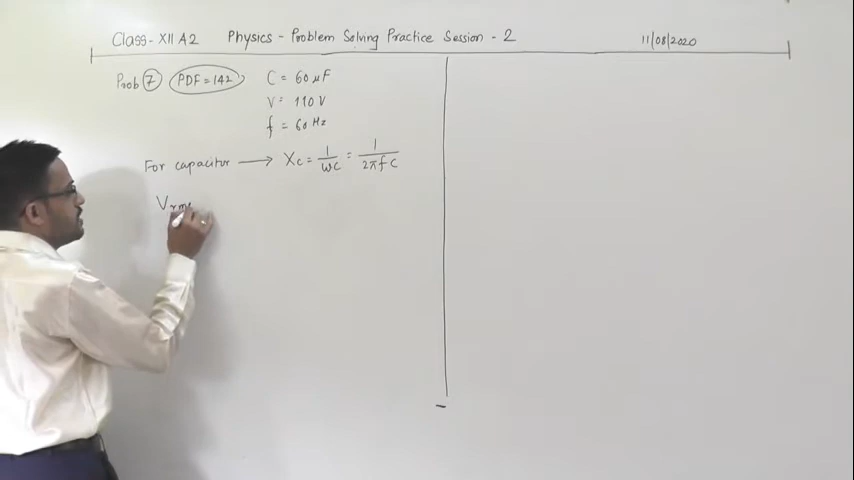 Class- XII A2 Physics - Problem Solving Practice Session - 2 11/08/2020
Prob 7 PDF = 142 C = 60 μF
V = 110 V
f = 60 Hz
For capacitor → Xc = 1/ωc = 1/2πfc
Vrms